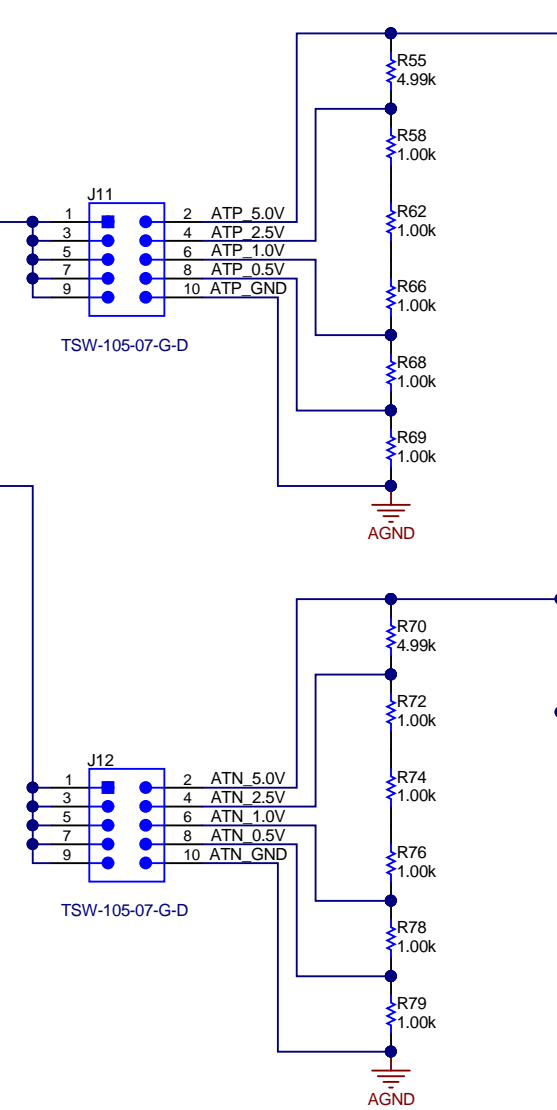 R55
4.99k
R58
1.00k
J11
1
2 ATP_5.0V
3
4 ATP_2.5V
5
6 ATP_1.0V
7
8 ATP_0.5V
9
10 ATP_GND
R62
1.00k
R66
1.00k
TSW-105-07-G-D
R68
1.00k
R69
1.00k
AGND
R70
4.99k
R72
1.00k
J12
1
2 ATN_5.0V
3
4 ATN_2.5V
5
6 ATN_1.0V
7
8 ATN_0.5V
9
10 ATN_GND
R74
1.00k
R76
1.00k
TSW-105-07-G-D
R78
1.00k
R79
1.00k
AGND